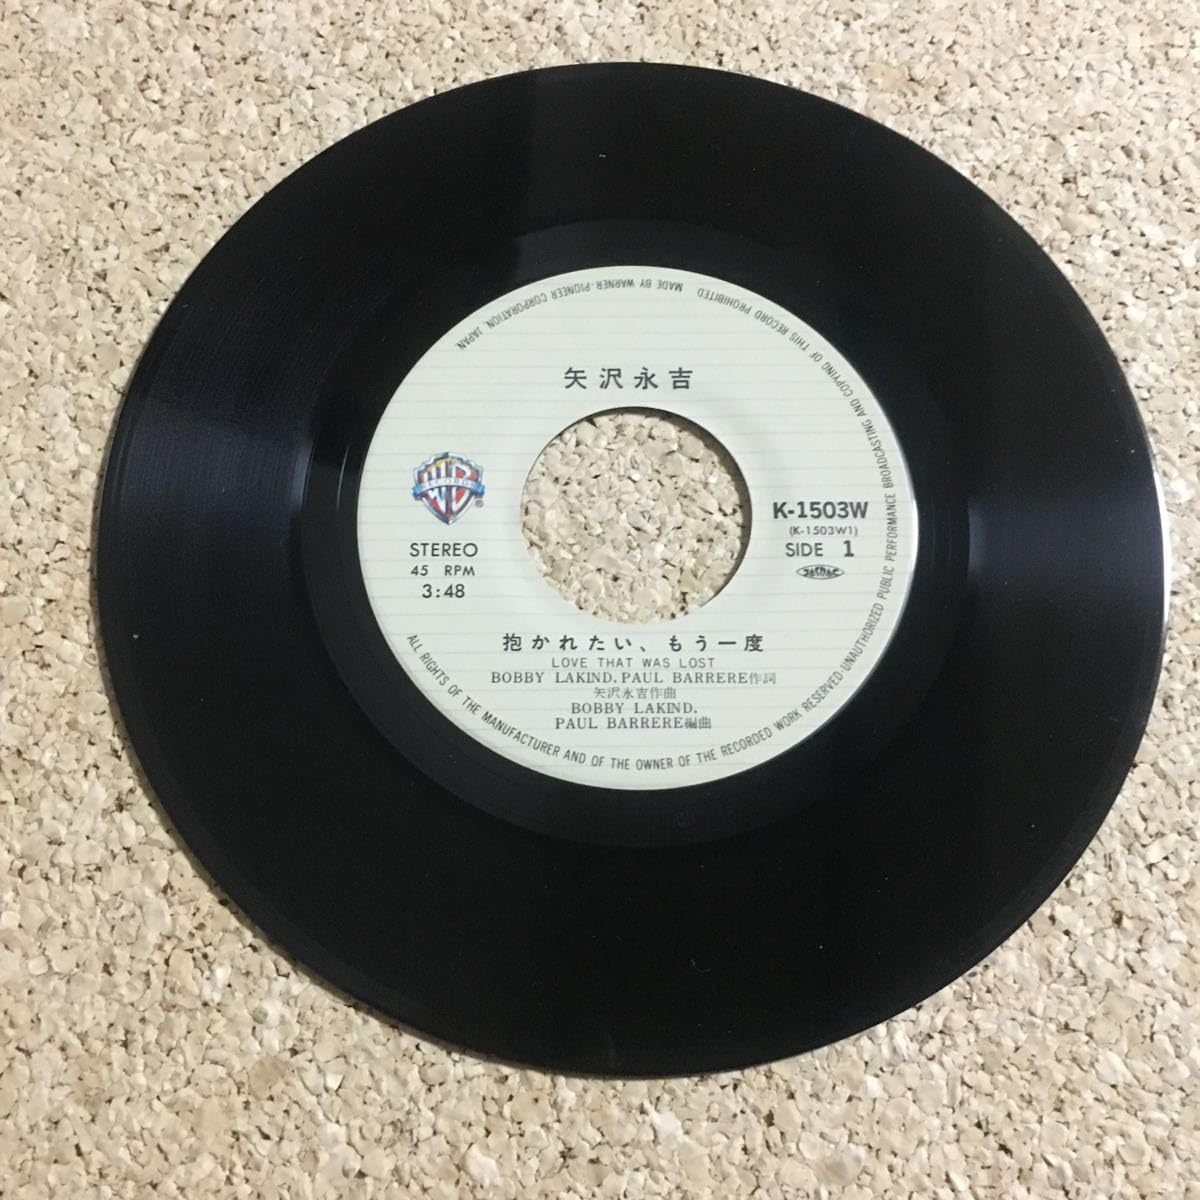 矢沢永吉
WB
RECORDS
®
STEREO
45 RPM
3:48
K-1503W
(K-1503W1)
SIDE 1
JASRAC
抱かれたい、もう一度
LOVE THAT WAS LOST
BOBBY LAKIND, PAUL BARRERE作詞
矢沢永吉作曲
BOBBY LAKIND,
PAUL BARRERE編曲
ALL RIGHTS OF THE MANUFACTURER AND OF THE OWNER OF THE RECORDED WORK RESERVED·UNAUTHORIZED PUBLIC PERFORMANCE BROADCASTING AND COPYING OF THIS RECORD PROHIBITED
MADE BY WARNER-PIONEER CORPORATION, JAPAN